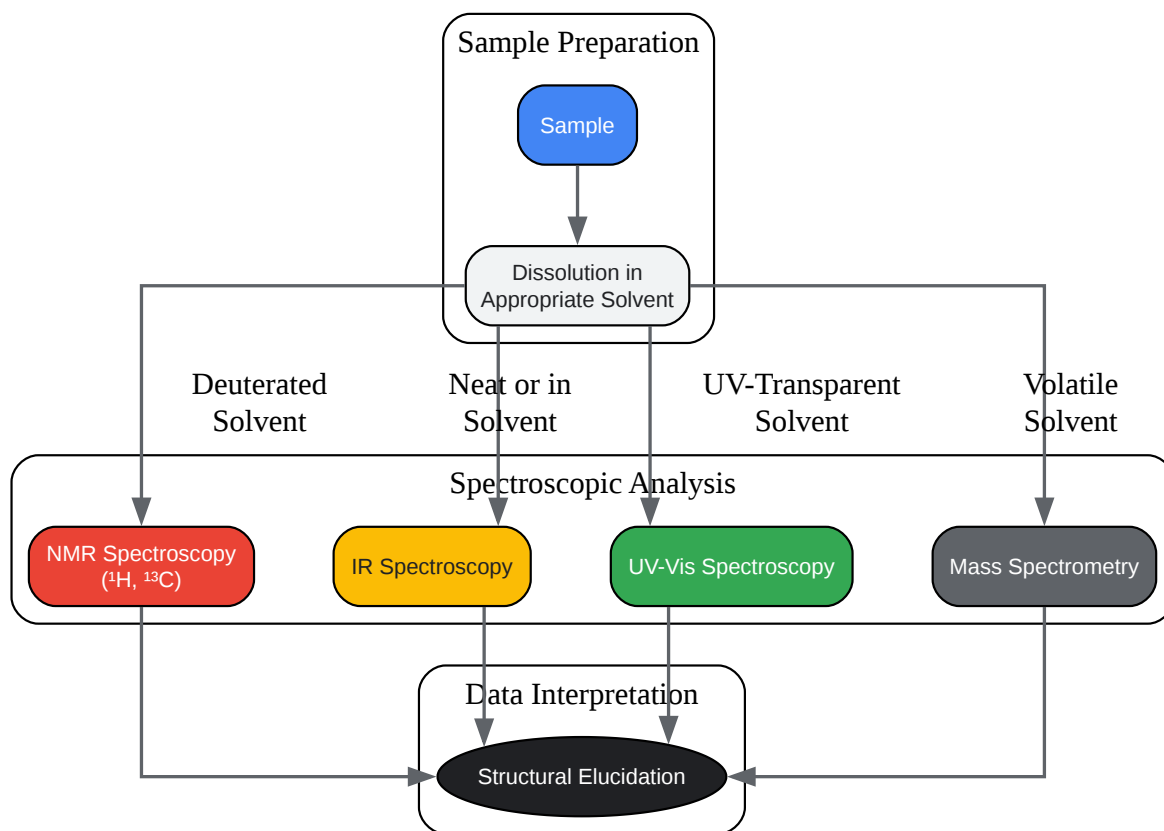 Sample Preparation
Sample
Dissolution in
Appropriate Solvent
Deuterated
Solvent
Neat or in
Solvent
UV-Transparent
Solvent
Volatile
Solvent
Spectroscopic Analysis
NMR Spectroscopy
(¹H, ¹³C)
IR Spectroscopy
UV-Vis Spectroscopy
Mass Spectrometry
Data Interpretation
Structural Elucidation